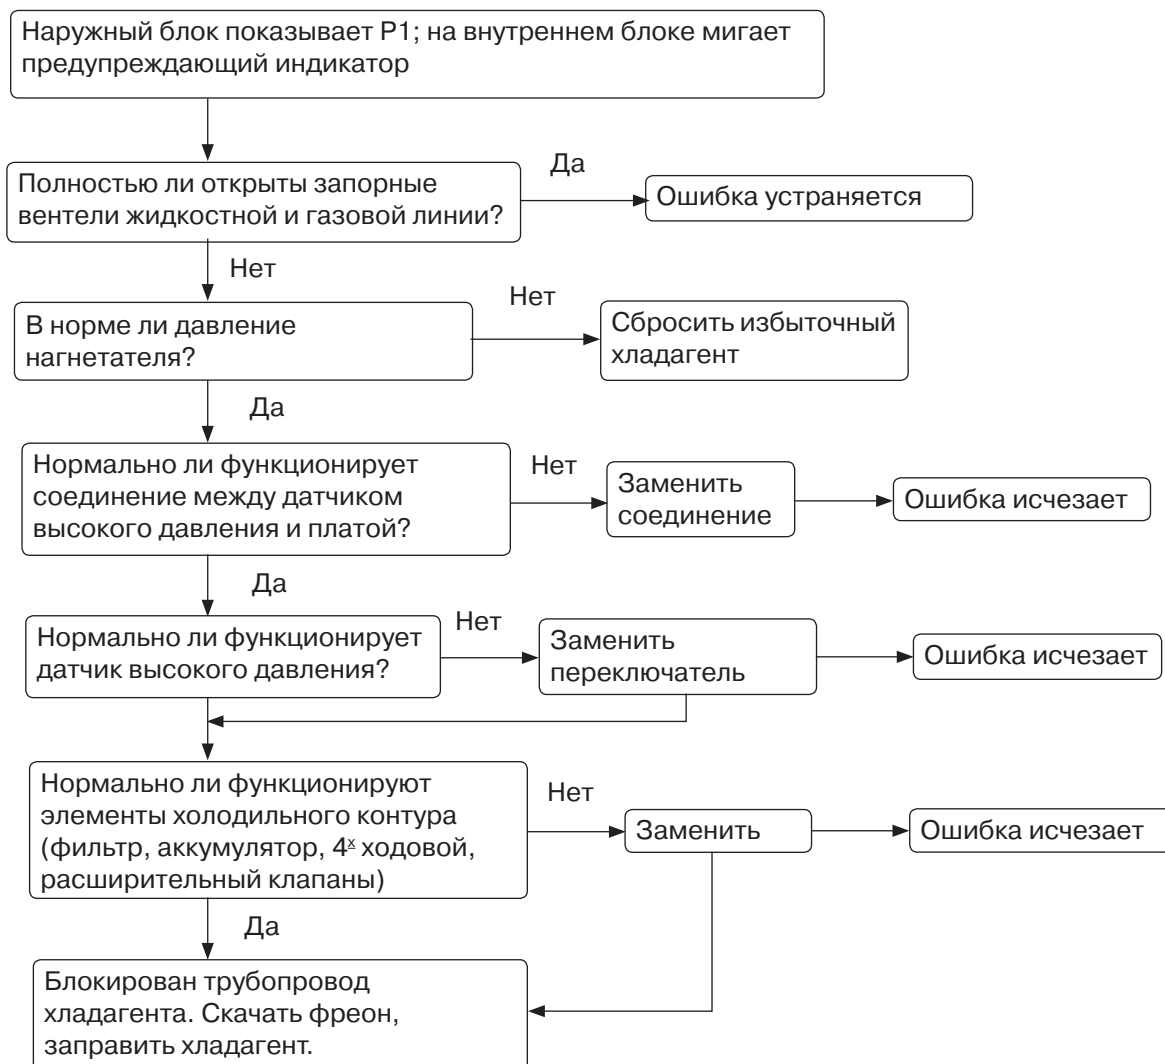 Наружный блок показывает P1; на внутреннем блоке мигает
предупреждающий индикатор
Да
Полностью ли открыты запорные
вентели жидкостной и газовой линии?
Ошибка устраняется
Нет
Нет
В норме ли давление
нагнетателя?
Сбросить избыточный
хладагент
Да
Нормально ли функционирует
соединение между датчиком
высокого давления и платой?
Нет
Заменить
соединение
Ошибка исчезает
Да
Нормально ли функционирует
датчик высокого давления?
Нет
Заменить
переключатель
Ошибка исчезает
Нормально ли функционируют
элементы холодильного контура
(фильтр, аккумулятор, 4х ходовой,
расширительный клапаны)
Нет
Заменить
Ошибка исчезает
Да
Блокирован трубопровод
хладагента. Скачать фреон,
заправить хладагент.